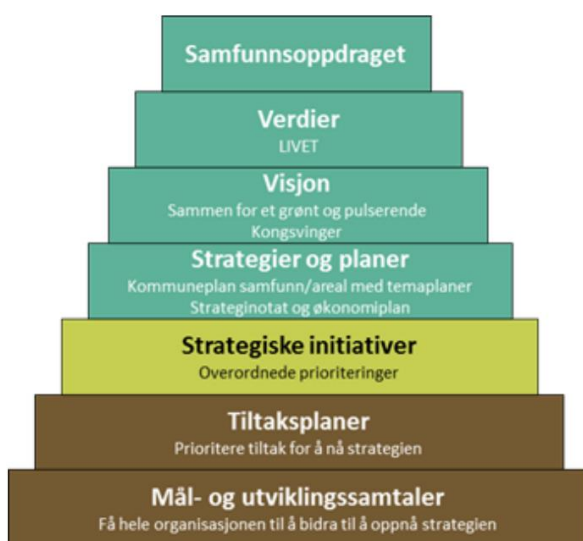 Samfunnsoppdraget
Verdier
LIVET
Visjon
Sammen for et grønt og pulserende
Kongsvinger
Strategier og planer
Kommuneplan samfunn/areal med temaplaner
Strateginotat og økonomiplan
Strategiske initiativer
Overordnede prioriteringer
Tiltaksplaner
Prioritere tiltak for å nå strategien
Mål- og utviklingssamtaler
Få hele organisasjonen til å bidra til å oppnå strategien